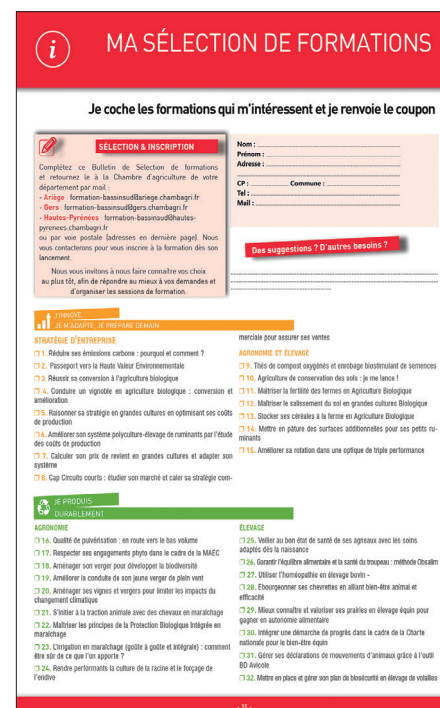 i
MA SÉLECTION DE FORMATIONS
Je coche les formations qui m'intéressent et je renvoie le coupon
SÉLECTION & INSCRIPTION
Complétez ce Bulletin de Sélection de formations
et retournez le à la Chambre d'agriculture de votre
département par mail :
- Ariège : formation-bassinsud@ariege.chambagri.fr
- Gers : formation-bassinsud@gers.chambagri.fr
- Hautes-Pyrénées : formation-bassinsud@hautes-
pyrenees.chambagri.fr
ou par voie postale (adresses en dernière page). Nous
vous contacterons pour vous inscrire à la formation dès son
lancement.
Nous vous invitons à nous faire connaître vos choix
au plus tôt, afin de répondre au mieux à vos demandes et
d'organiser les sessions de formation.
Nom :
Prénom :
Adresse :
CP : Commune :
Tel :
Mail :
Des suggestions ? D'autres besoins ?
J'INNOVE,
JE M'ADAPTE, JE PRÉPARE DEMAIN
STRATÉGIE D'ENTREPRISE
❒ 1. Réduire ses émissions carbone : pourquoi et comment ?
❒ 2. Passeport vers la Haute Valeur Environnementale
❒ 3. Réussir sa conversion à l'agriculture biologique
❒ 4. Conduire un vignoble en agriculture biologique : conversion et
amélioration
❒ 5. Raisonner sa stratégie en grandes cultures en optimisant ses coûts
de production
❒ 6. Améliorer son système polyculture-élevage de ruminants par l'étude
des coûts de production
❒ 7. Calculer son prix de revient en grandes cultures et adapter son
système
❒ 8. Cap Circuits courts : étudier son marché et caler sa stratégie com-
merciale pour assurer ses ventes
AGRONOMIE ET ÉLEVAGE
❒ 9. Thés de compost oxygénés et enrobage biostimulant de semences
❒ 10. Agriculture de conservation des sols : je me lance !
❒ 11. Maîtriser la fertilité des fermes en Agriculture Biologique
❒ 12. Maîtriser le salissement du sol en grandes cultures Biologique
❒ 13. Stocker ses céréales à la ferme en Agriculture Biologique
❒ 14. Mettre en pâture des surfaces additionnelles pour ses petits ru-
minants
❒ 15. Améliorer sa rotation dans une optique de triple performance
JE PRODUIS
DURABLEMENT
AGRONOMIE
❒ 16. Qualité de pulvérisation : en route vers le bas volume
❒ 17. Respecter ses engagements phyto dans le cadre de la MAEC
❒ 18. Aménager son verger pour développer la biodiversité
❒ 19. Améliorer la conduite de son jeune verger de plein vent
❒ 20. Aménager ses vignes et vergers pour limiter les impacts du
changement climatique
❒ 21. S'initier à la traction animale avec des chevaux en maraîchage
❒ 22. Maîtriser les principes de la Protection Biologique Intégrée en
maraîchage
❒ 23. L'irrigation en maraîchage (goûte à goûte et intégrale) : comment
être sûr de ce que l'on apporte ?
❒ 24. Rendre performants la culture de la racine et le forçage de
l'endive
ÉLEVAGE
❒ 25. Veiller au bon état de santé de ses agneaux avec les soins
adaptés dès la naissance
❒ 26. Garantir l'équilibre alimentaire et la santé du troupeau : méthode Obsalim
❒ 27. Utiliser l'homéopathie en élevage bovin -
❒ 28. Ebourgeonner ses chevrettes en alliant bien-être animal et
efficacité
❒ 29. Mieux connaître et valoriser ses prairies en élevage équin pour
gagner en autonomie alimentaire
❒ 30. Intégrer une démarche de progrès dans le cadre de la Charte
nationale pour le bien-être équin
❒ 31. Gérer ses déclarations de mouvements d'animaux grâce à l'outil
BD Avicole
❒ 32. Mettre en place et gérer son plan de biosécurité en élevage de volailles
- 15 -